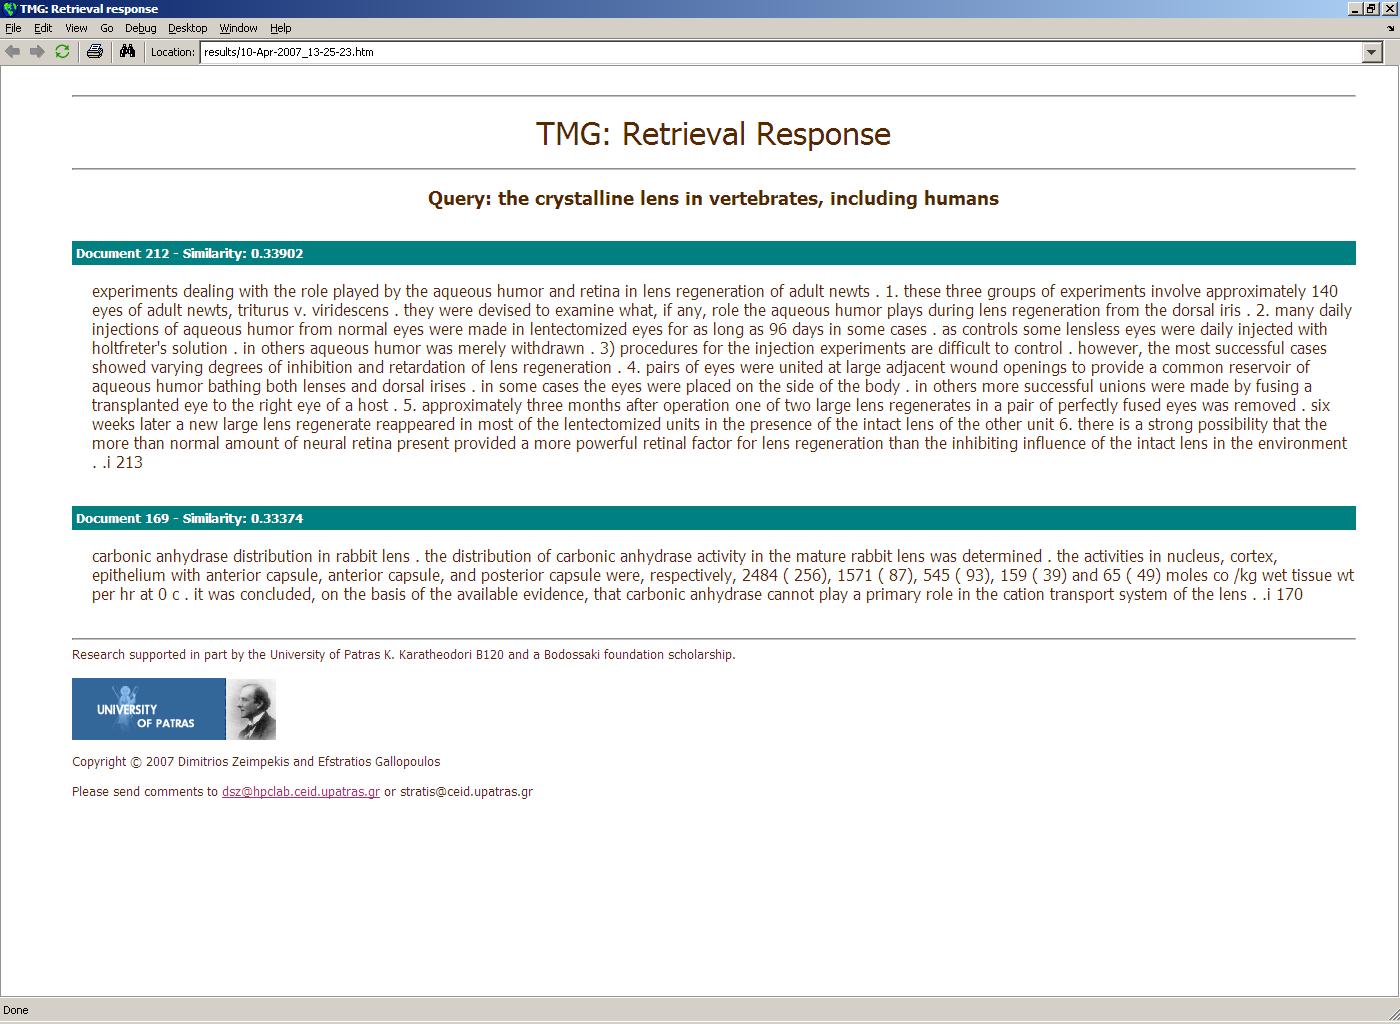 TMG: Retrieval response
File Edit View Go Debug Desktop Window Help
Location: results/10-Apr-2007_13-25-23.htm
TMG: Retrieval Response
Query: the crystalline lens in vertebrates, including humans
Document 212 - Similarity: 0.33902
experiments dealing with the role played by the aqueous humor and retina in lens regeneration of adult newts . 1. these three groups of experiments involve approximately 140
eyes of adult newts, triturus v. viridescens . they were devised to examine what, if any, role the aqueous humor plays during lens regeneration from the dorsal iris . 2. many daily
injections of aqueous humor from normal eyes were made in lentectomized eyes for as long as 96 days in some cases . as controls some lensless eyes were daily injected with
holtfreter's solution . in others aqueous humor was merely withdrawn . 3) procedures for the injection experiments are difficult to control . however, the most successful cases
showed varying degrees of inhibition and retardation of lens regeneration . 4. pairs of eyes were united at large adjacent wound openings to provide a common reservoir of
aqueous humor bathing both lenses and dorsal irises . in some cases the eyes were placed on the side of the body . in others more successful unions were made by fusing a
transplanted eye to the right eye of a host . 5. approximately three months after operation one of two large lens regenerates in a pair of perfectly fused eyes was removed . six
weeks later a new large lens regenerate reappeared in most of the lentectomized units in the presence of the intact lens of the other unit 6. there is a strong possibility that the
more than normal amount of neural retina present provided a more powerful retinal factor for lens regeneration than the inhibiting influence of the intact lens in the environment
. .i 213
Document 169 - Similarity: 0.33374
carbonic anhydrase distribution in rabbit lens . the distribution of carbonic anhydrase activity in the mature rabbit lens was determined . the activities in nucleus, cortex,
epithelium with anterior capsule, anterior capsule, and posterior capsule were, respectively, 2484 ( 256), 1571 ( 87), 545 ( 93), 159 ( 39) and 65 ( 49) moles co /kg wet tissue wt
per hr at 0 c . it was concluded, on the basis of the available evidence, that carbonic anhydrase cannot play a primary role in the cation transport system of the lens . .i 170
Research supported in part by the University of Patras K. Karatheodori B120 and a Bodossaki foundation scholarship.
UNIVERSITY
OF PATRAS
Copyright © 2007 Dimitrios Zeimpekis and Efstratios Gallopoulos
Please send comments to dsz@hpclab.ceid.upatras.gr or stratis@ceid.upatras.gr
Done